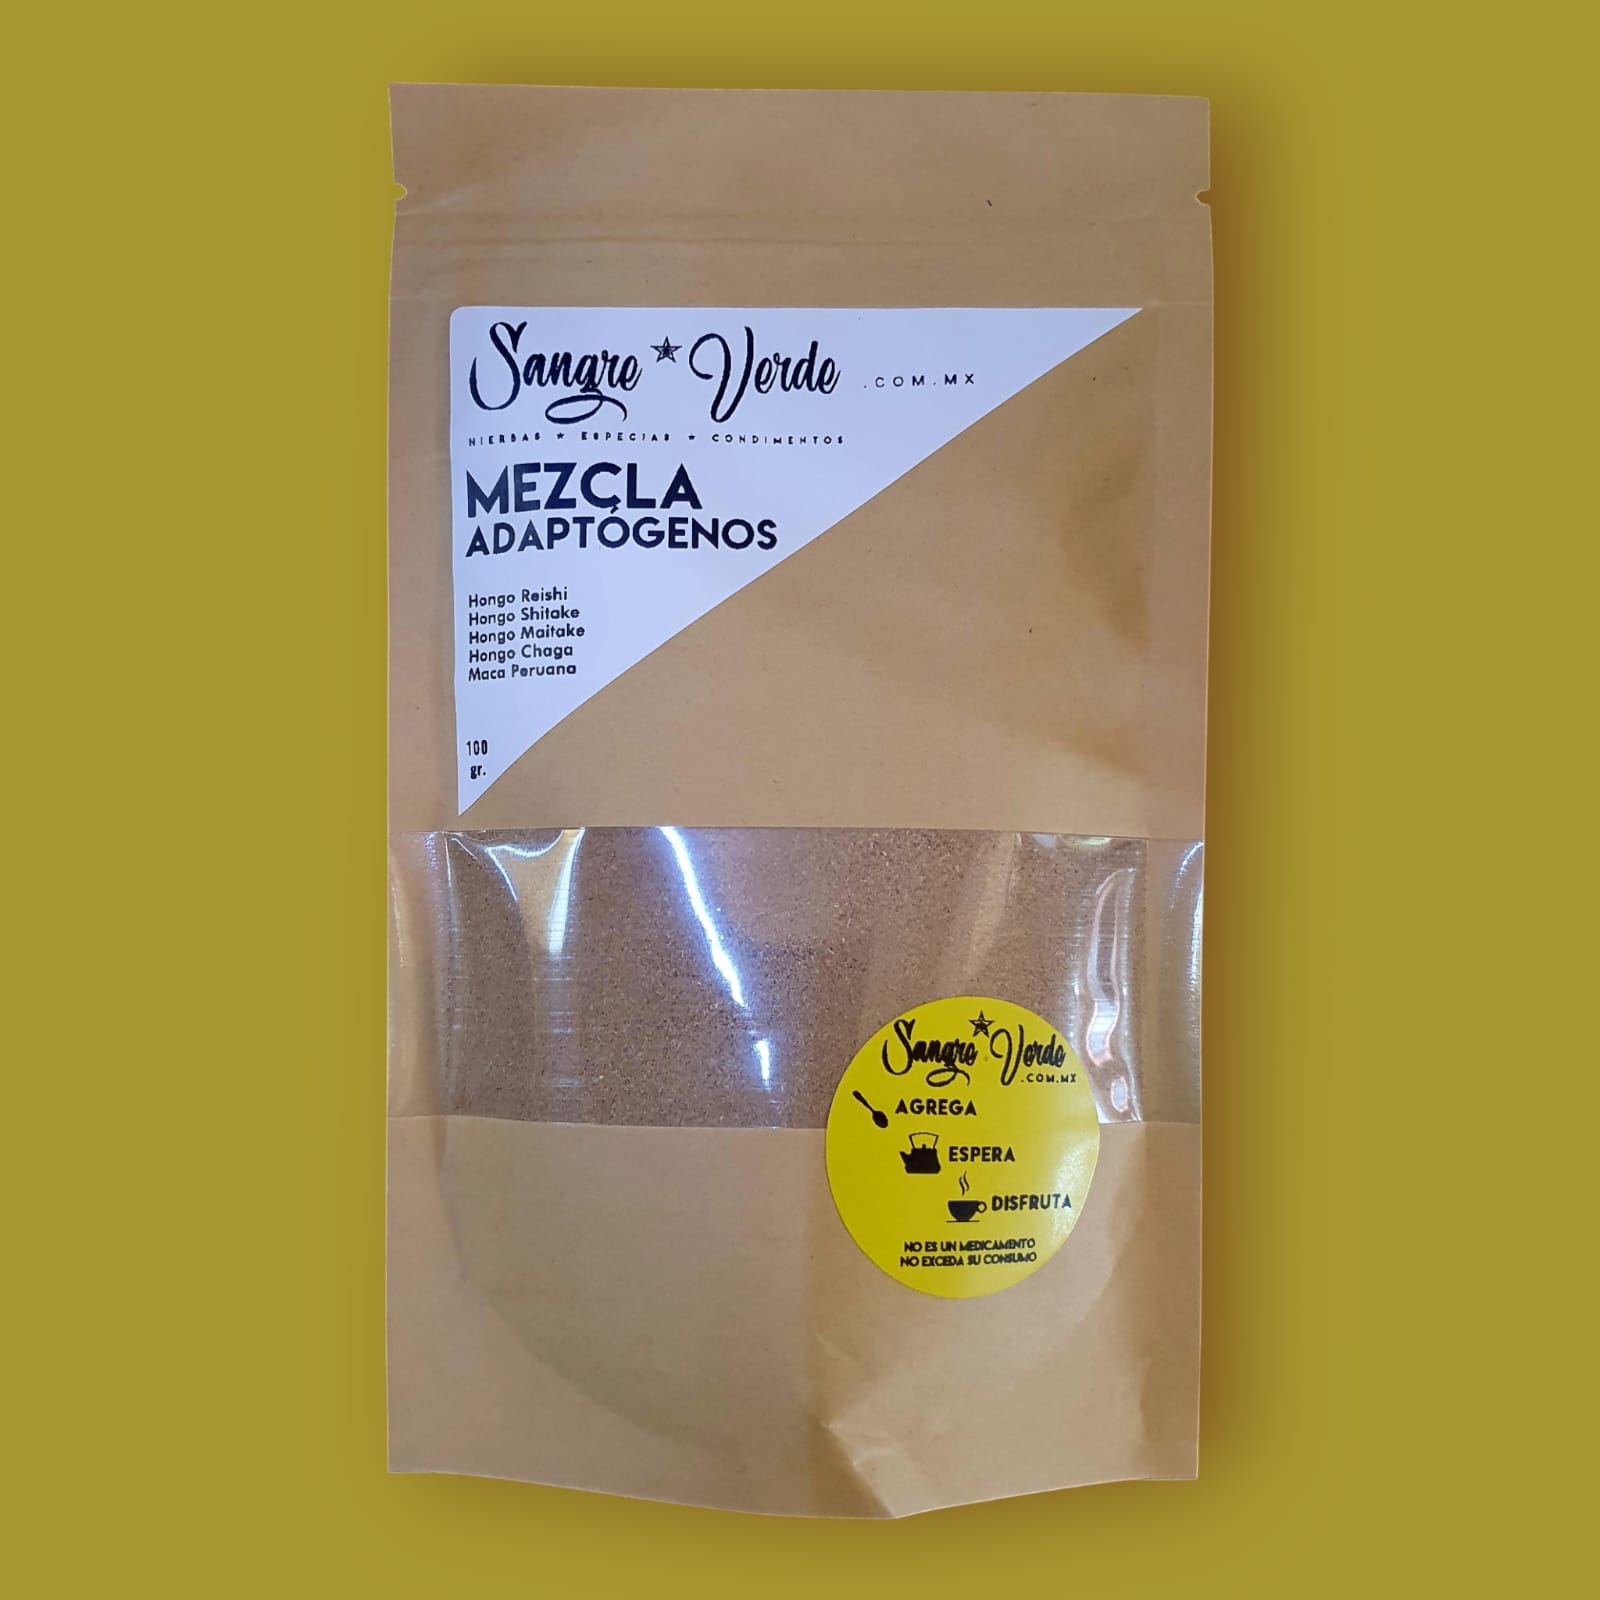 Sangre Verde .COM.MX
HIERBAS ★ ESPECIAS ★ CONDIMENTOS
MEZCLA
ADAPTÓGENOS
Hongo Reishi
Hongo Shitake
Hongo Maitake
Hongo Chaga
Maca Peruana
100
gr.
Sangre Verde
.COM.MX
AGREGA
ESPERA
DISFRUTA
NO ES UN MEDICAMENTO
NO EXCEDA SU CONSUMO